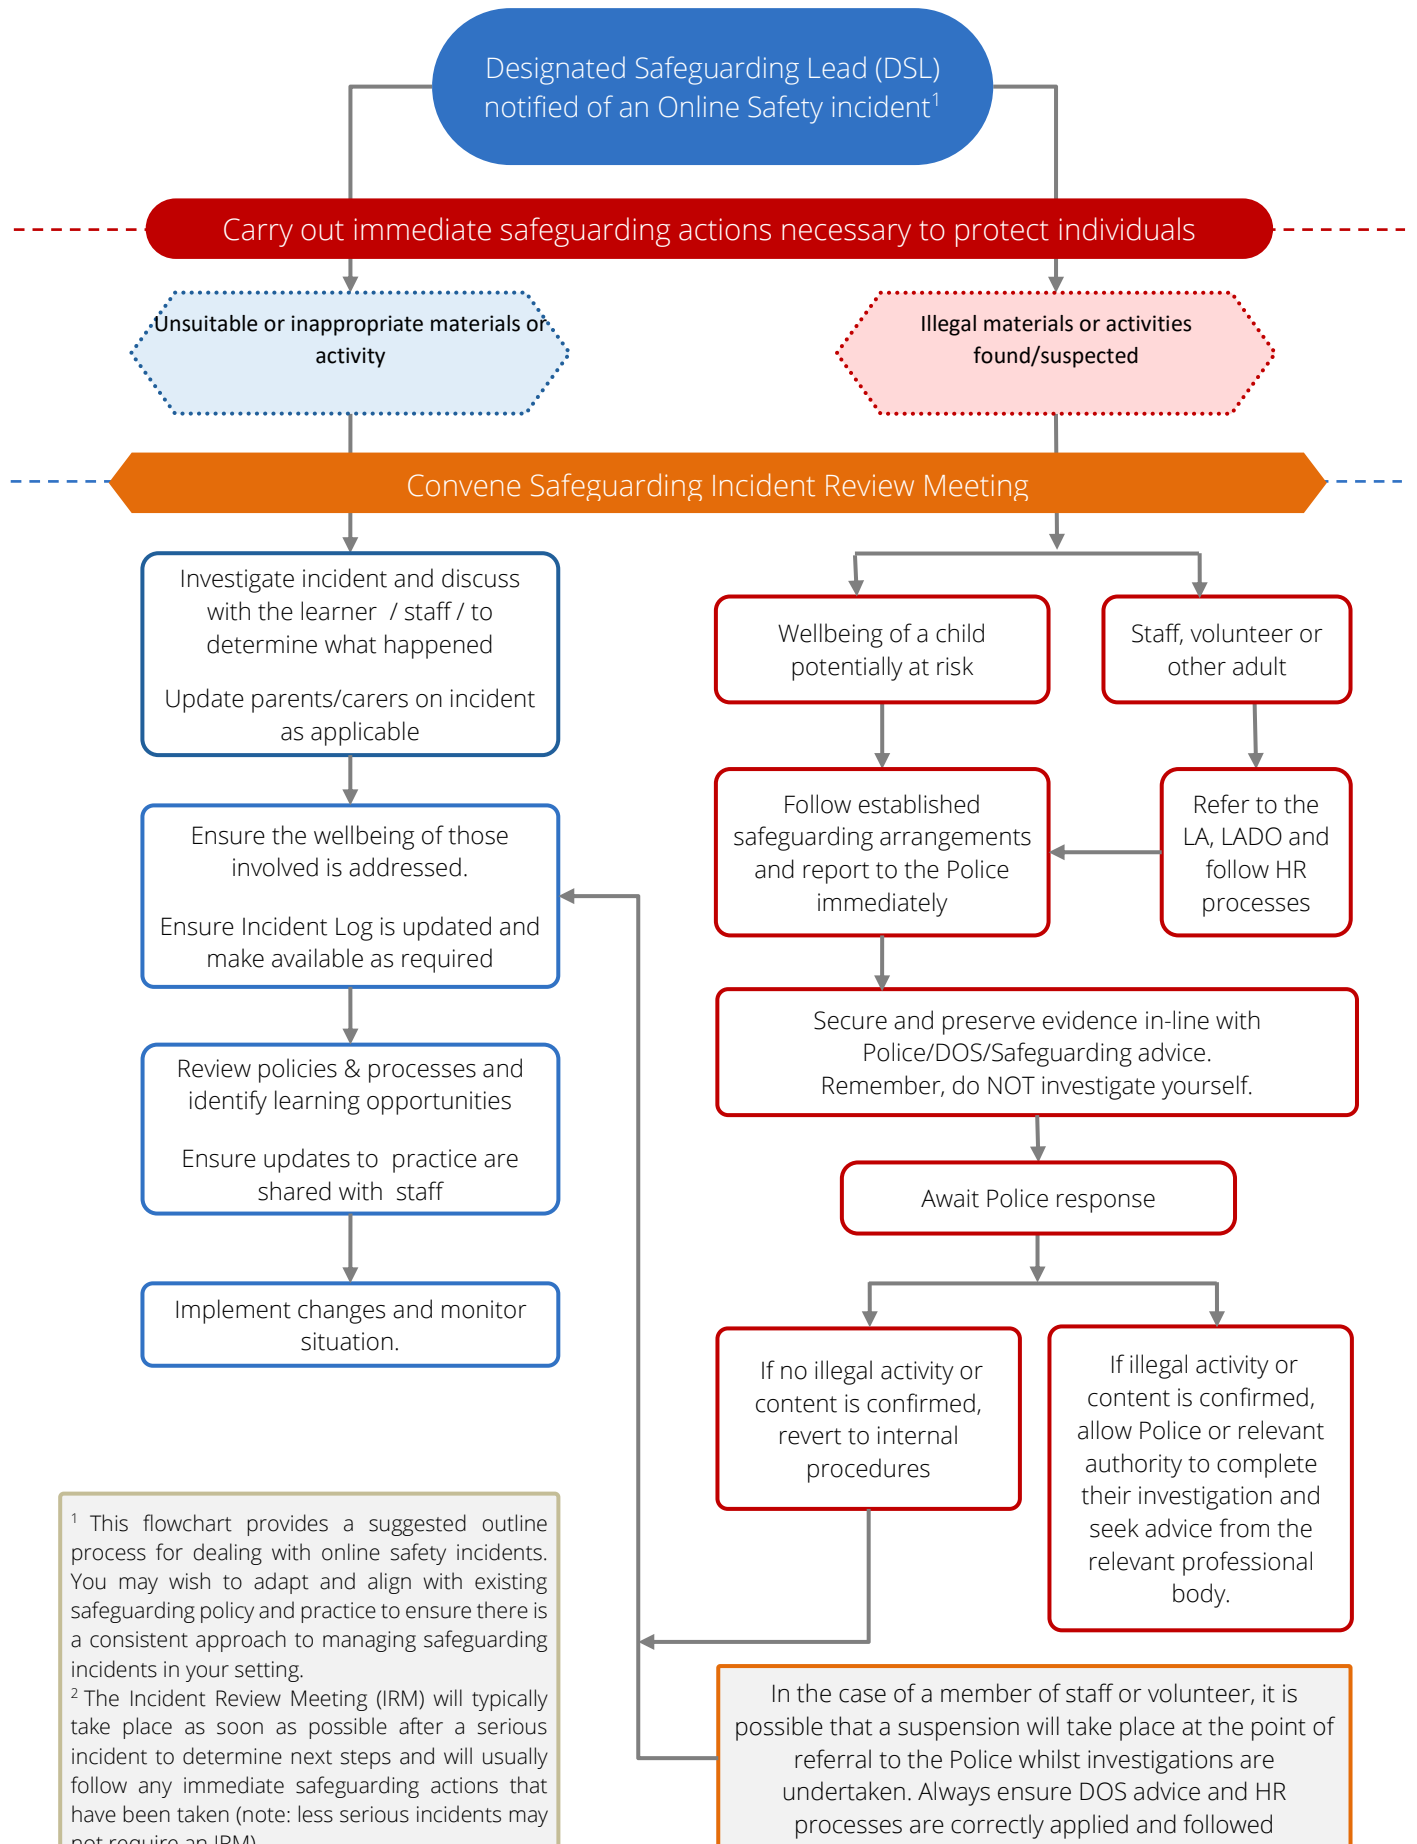 Designated Safeguarding Lead (DSL)
notified of an Online Safety incident1
Carry out immediate safeguarding actions necessary to protect individuals
Unsuitable or inappropriate materials or
activity
Illegal materials or activities
found/suspected
Convene Safeguarding Incident Review Meeting
Investigate incident and discuss
with the learner / staff / to
determine what happened
Update parents/carers on incident
as applicable
Ensure the wellbeing of those
involved is addressed.
Ensure Incident Log is updated and
make available as required
Review policies & processes and
identify learning opportunities
Ensure updates to practice are
shared with staff
Implement changes and monitor
situation.
Wellbeing of a child
potentially at risk
Staff, volunteer or
other adult
Follow established
safeguarding arrangements
and report to the Police
immediately
Refer to the
LA, LADO and
follow HR
processes
Secure and preserve evidence in-line with
Police/DOS/Safeguarding advice.
Remember, do NOT investigate yourself.
Await Police response
If no illegal activity or
content is confirmed,
revert to internal
procedures
If illegal activity or
content is confirmed,
allow Police or relevant
authority to complete
their investigation and
seek advice from the
relevant professional
body.
1 This flowchart provides a suggested outline
process for dealing with online safety incidents.
You may wish to adapt and align with existing
safeguarding policy and practice to ensure there is
a consistent approach to managing safeguarding
incidents in your setting.
2 The Incident Review Meeting (IRM) will typically
take place as soon as possible after a serious
incident to determine next steps and will usually
follow any immediate safeguarding actions that
have been taken (note: less serious incidents may
not require an IRM)
In the case of a member of staff or volunteer, it is
possible that a suspension will take place at the point of
referral to the Police whilst investigations are
undertaken. Always ensure DOS advice and HR
processes are correctly applied and followed